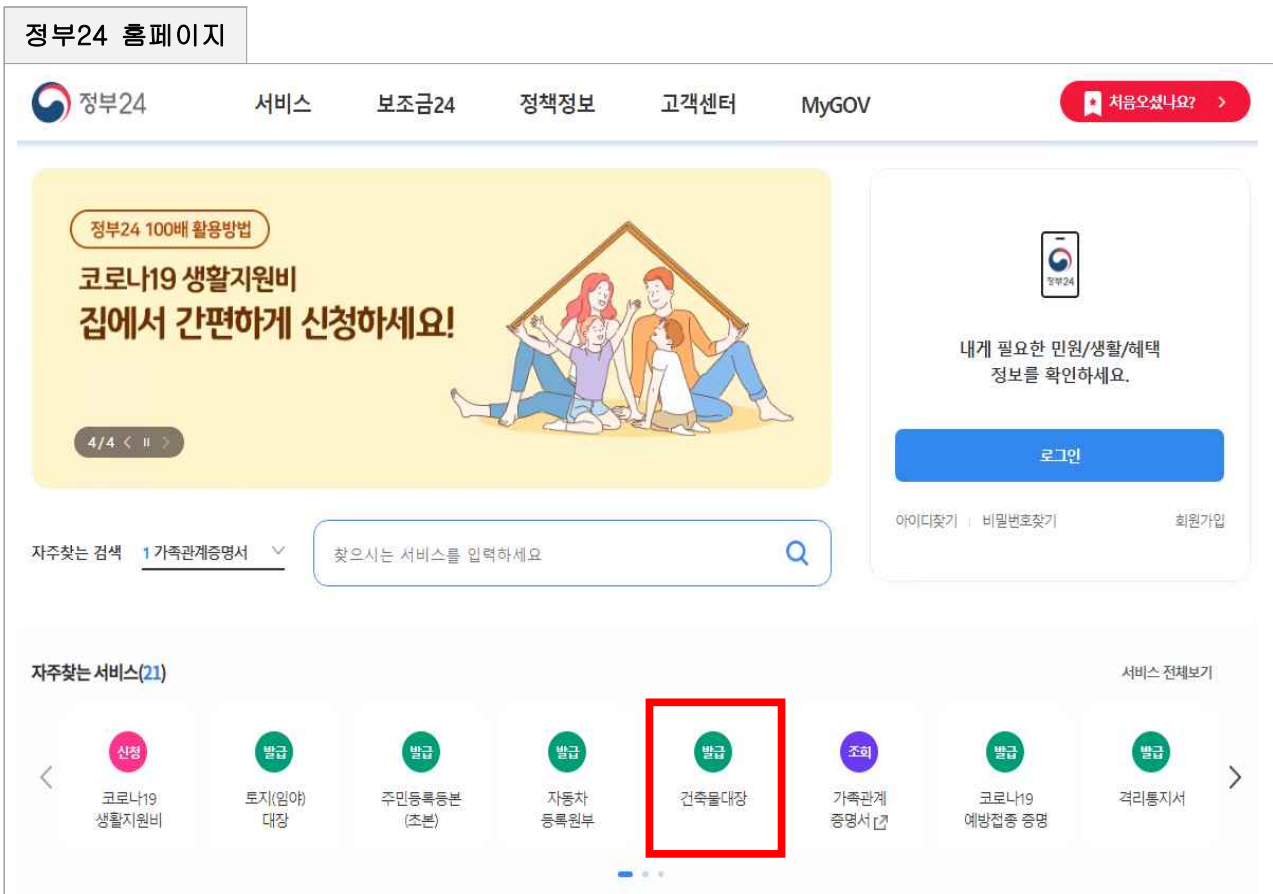 정부24 홈페이지
정부24
서비스
보조금24
정책정보
고객센터
MyGOV
처음오셨나요?
정부24 100배 활용방법
코로나19 생활지원비
집에서 간편하게 신청하세요!
4/4
정부24
내게 필요한 민원/생활/혜택
정보를 확인하세요.
로그인
아이디찾기
비밀번호찾기
회원가입
자주찾는 검색
1 가족관계증명서
찾으시는 서비스를 입력하세요
자주찾는 서비스(21)
서비스 전체보기
신청
코로나19
생활지원비
발급
토지(임야)
대장
발급
주민등록등본
(초본)
발급
자동차
등록원부
발급
건축물대장
조회
가족관계
증명서
발급
코로나19
예방접종 증명
발급
격리통지서